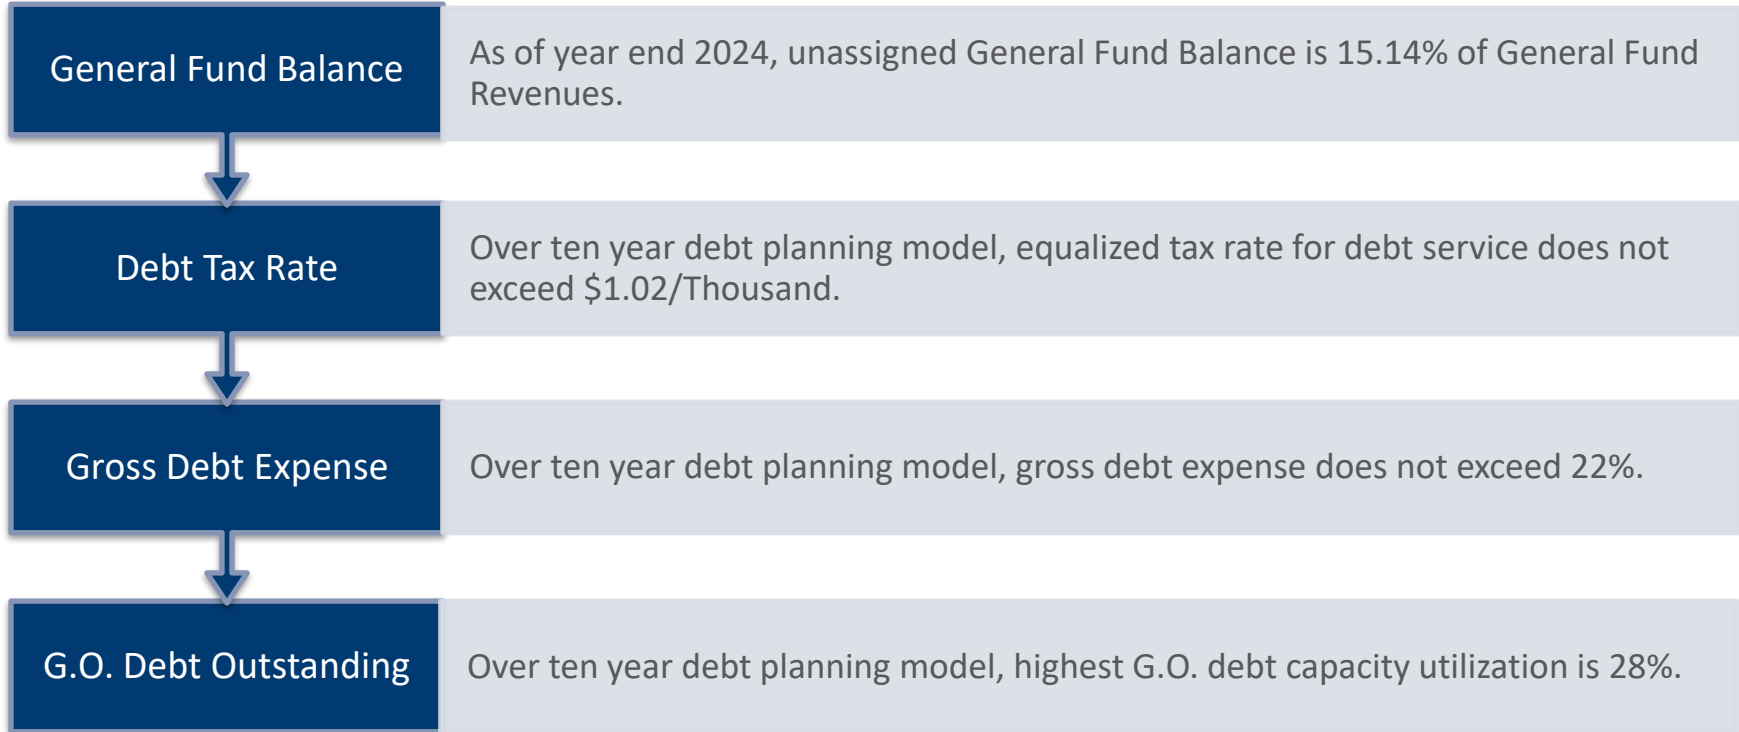 General Fund Balance
As of year end 2024, unassigned General Fund Balance is 15.14% of General Fund
Revenues.
Debt Tax Rate
Over ten year debt planning model, equalized tax rate for debt service does not
exceed $1.02/Thousand.
Gross Debt Expense
Over ten year debt planning model, gross debt expense does not exceed 22%.
G.O. Debt Outstanding
Over ten year debt planning model, highest G.O. debt capacity utilization is 28%.